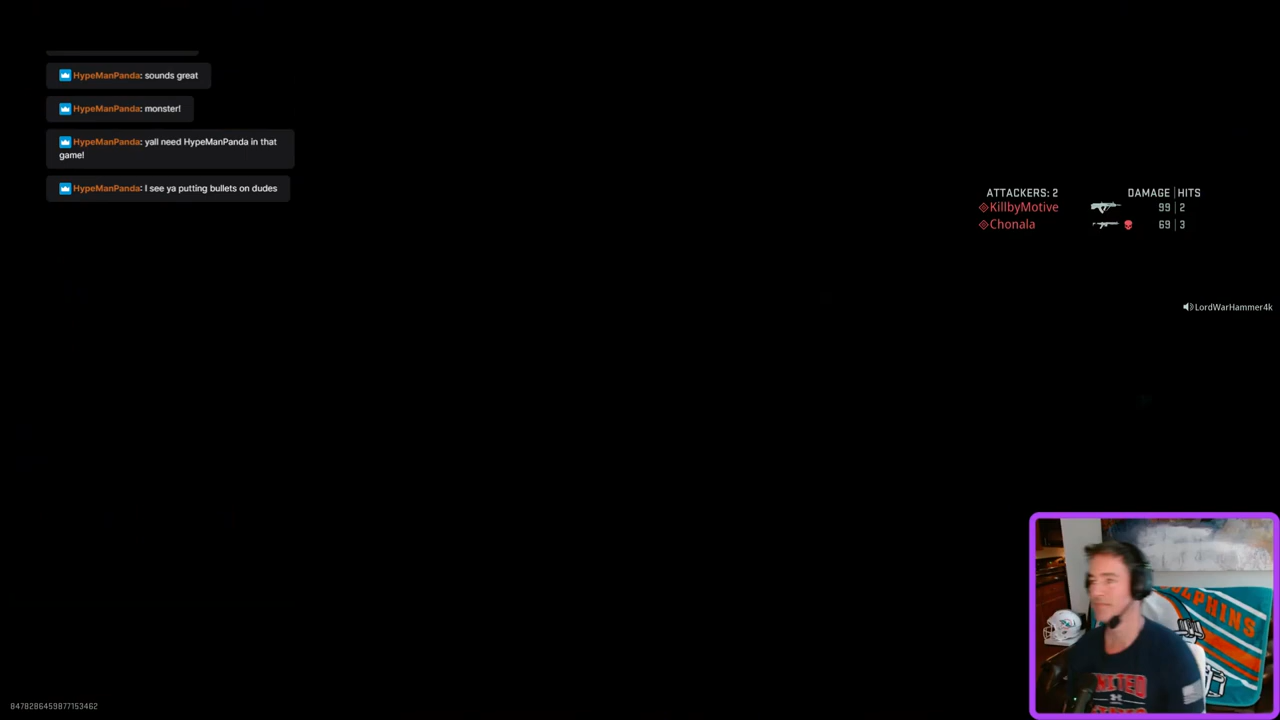 HypeManPanda: sounds great
HypeManPanda: monster!
HypeManPanda: yall need HypeManPanda in that
game!
HypeManPanda: I see ya putting bullets on dudes
ATTACKERS: 2 DAMAGE | HITS
KillbyMotive 99 | 2
Chonala 69 | 3
LordWarHammer4k
DOLPHINS
UNITED
8478286459877153462